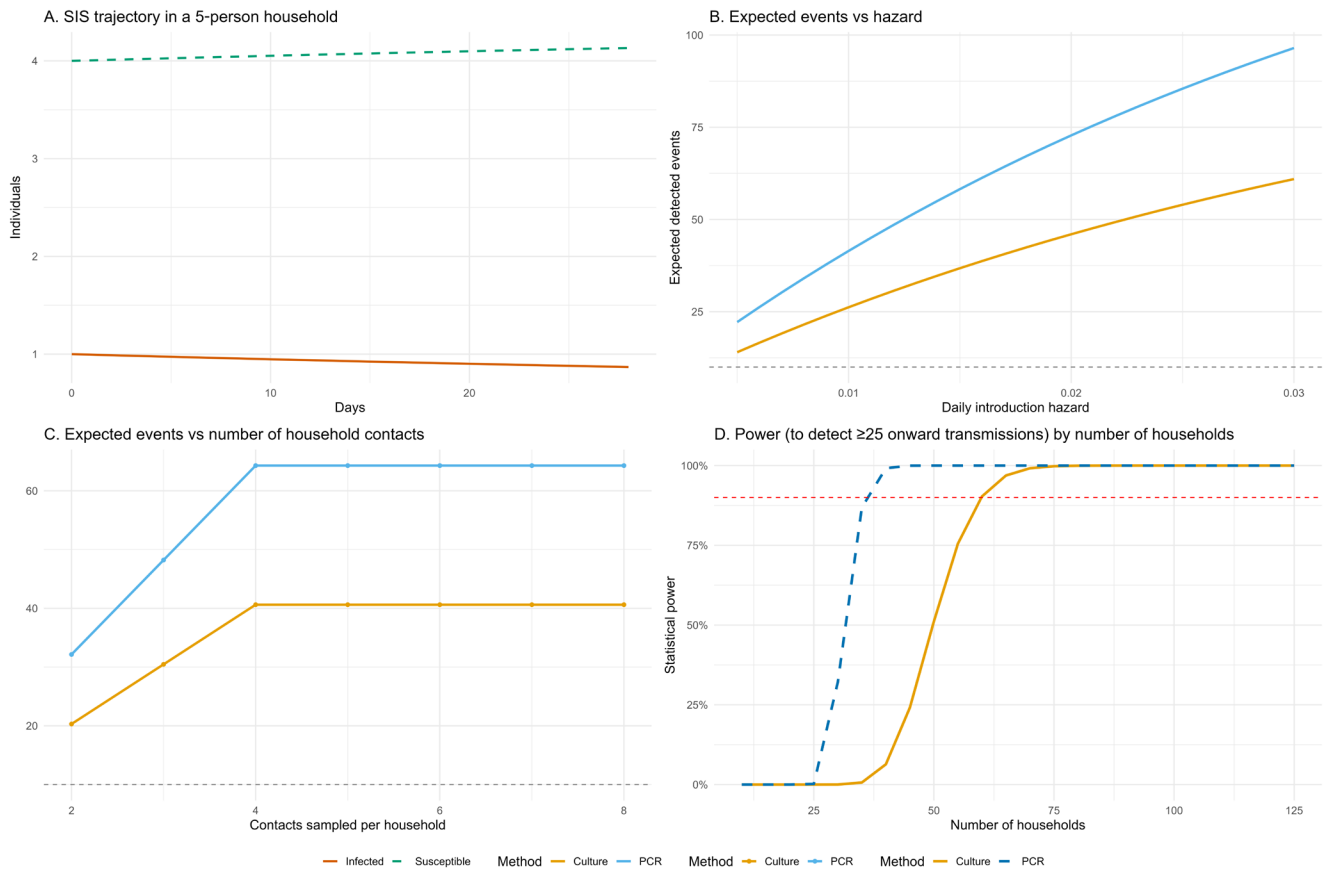 A. SIS trajectory in a 5-person household
4
3
2
1
Individuals
0
10
20
Days
B. Expected events vs hazard
100
75
50
25
Expected detected events
0.01
0.02
0.03
Daily introduction hazard
C. Expected events vs number of household contacts
60
40
20
2
4
6
8
Contacts sampled per household
D. Power (to detect ≥25 onward transmissions) by number of households
100%
75%
50%
25%
0%
Statistical power
25
50
75
100
125
Number of households
Infected Susceptible Method Culture PCR Method Culture PCR Method Culture PCR